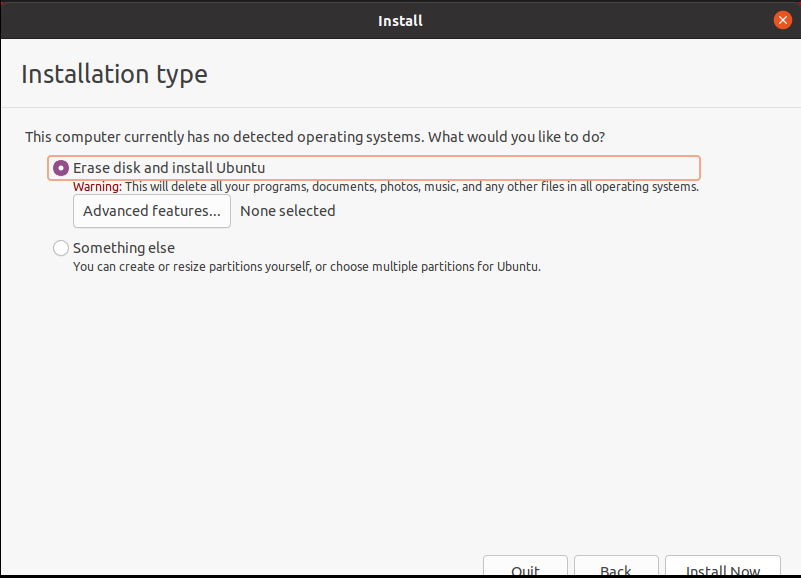 Install
Installation type
This computer currently has no detected operating systems. What would you like to do?
Erase disk and install Ubuntu
Warning: This will delete all your programs, documents, photos, music, and any other files in all operating systems.
Advanced features... None selected
Something else
You can create or resize partitions yourself, or choose multiple partitions for Ubuntu.
Quit Back Install Now